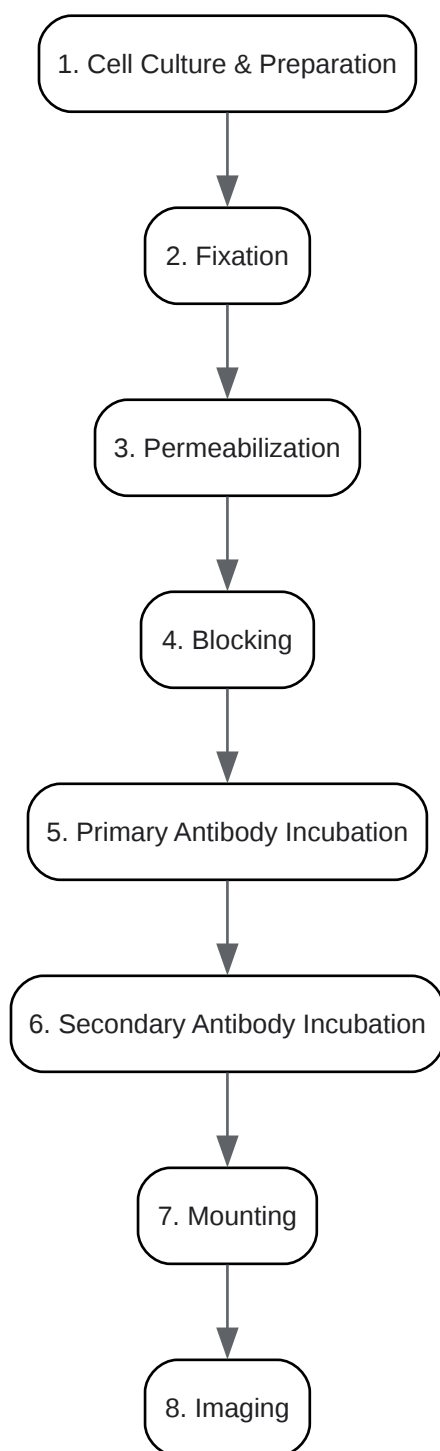 1. Cell Culture & Preparation
2. Fixation
3. Permeabilization
4. Blocking
5. Primary Antibody Incubation
6. Secondary Antibody Incubation
7. Mounting
8. Imaging